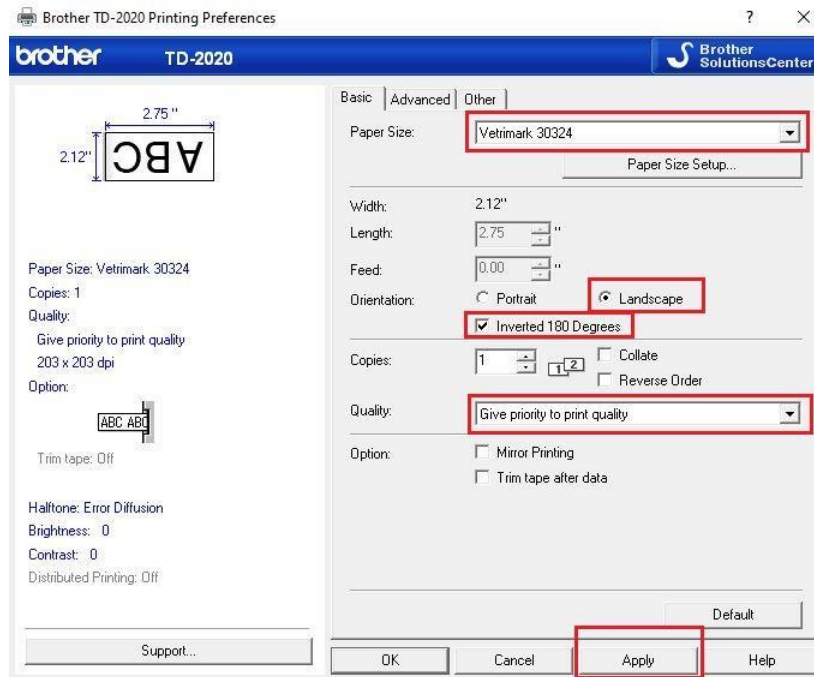 Brother TD-2020 Printing Preferences
? X
brother TD-2020
Brother
SolutionsCenter
2.75 "
2.12"
ABC
Paper Size: Vetrimark 30324
Copies: 1
Quality:
Give priority to print quality
203 x 203 dpi
Option:
ABC ABC
Trim tape: Off
Halftone: Error Diffusion
Brightness: 0
Contrast: 0
Distributed Printing: Off
Support...
Basic Advanced Other
Paper Size: Vetrimark 30324
Paper Size Setup...
Width: 2.12"
Length: 2.75 "
Feed: 0.00 "
Orientation: Portrait Landscape
Inverted 180 Degrees
Copies: 1 1 2 Collate
Reverse Order
Quality: Give priority to print quality
Option: Mirror Printing
Trim tape after data
Default
OK Cancel Apply Help